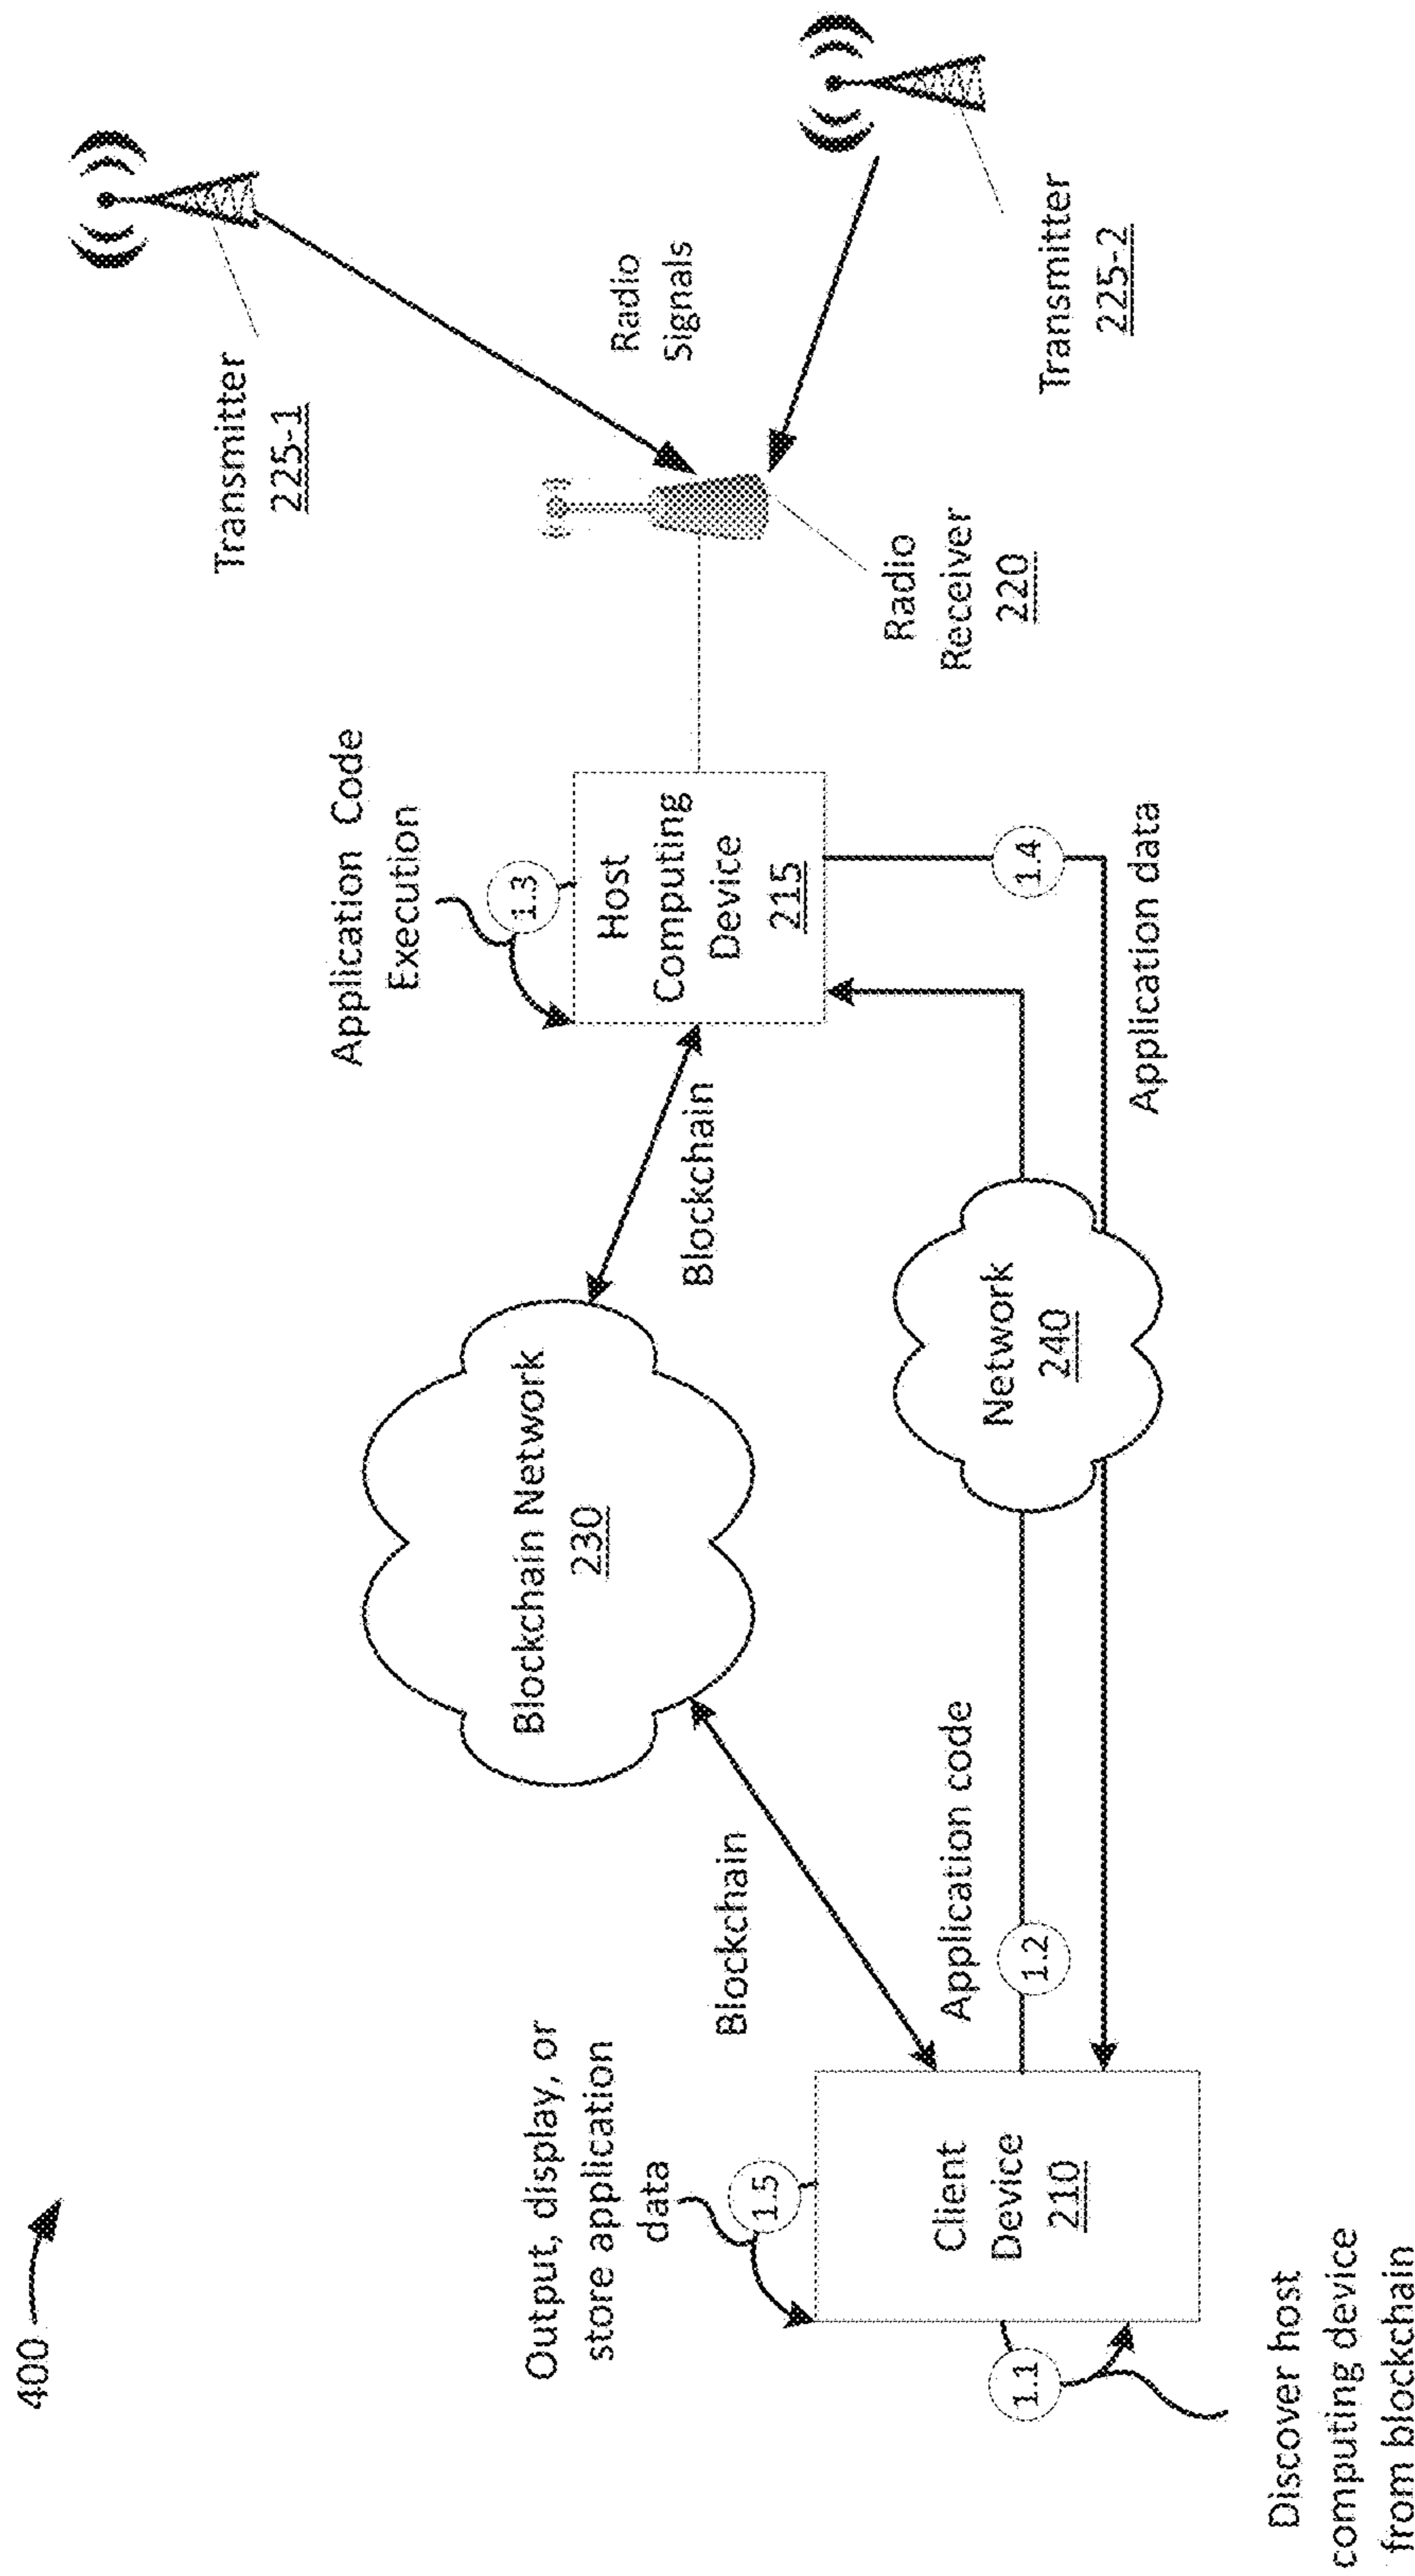 400
Transmitter
225-1
Radio
Signals
Transmitter
225-2
Radio
Receiver
220
Application Code
Execution
1.3
Host
Computing
Device
215
1.4
Application data
Blockchain
Blockchain Network
230
Network
240
Blockchain
Application code
1.2
Output, display, or
store application
data
1.5
Client
Device
210
1.1
Discover host
computing device
from blockchain